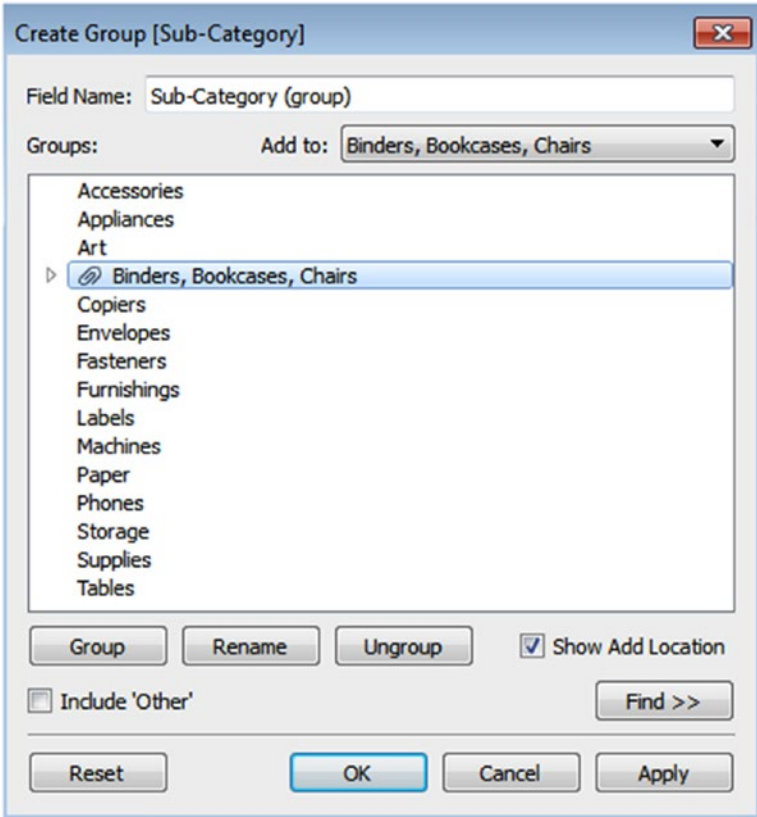 Create Group [Sub-Category]
Field Name: Sub-Category (group)
Groups: Add to: Binders, Bookcases, Chairs
Accessories
Appliances
Art
Binders, Bookcases, Chairs
Copiers
Envelopes
Fasteners
Furnishings
Labels
Machines
Paper
Phones
Storage
Supplies
Tables
Group Rename Ungroup Show Add Location
Include 'Other' Find >>
Reset OK Cancel Apply